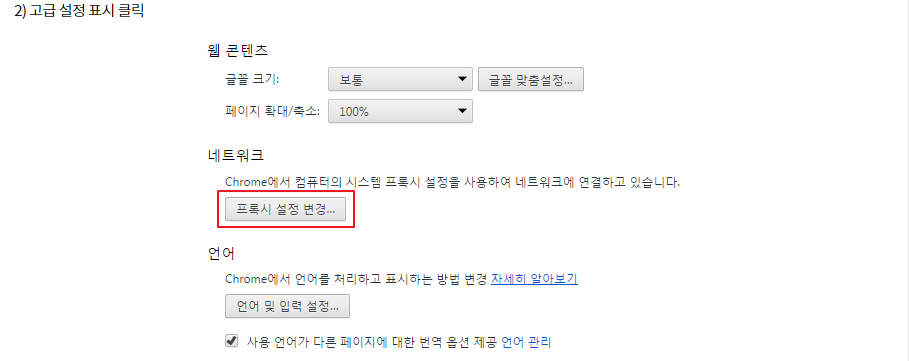 2) 고급 설정 표시 클릭
웹 콘텐츠
글꼴 크기: 보통 글꼴 맞춤설정...
페이지 확대/축소: 100%
네트워크
Chrome에서 컴퓨터의 시스템 프록시 설정을 사용하여 네트워크에 연결하고 있습니다.
프록시 설정 변경...
언어
Chrome에서 언어를 처리하고 표시하는 방법 변경 자세히 알아보기
언어 및 입력 설정...
사용 언어가 다른 페이지에 대한 번역 옵션 제공 언어 관리